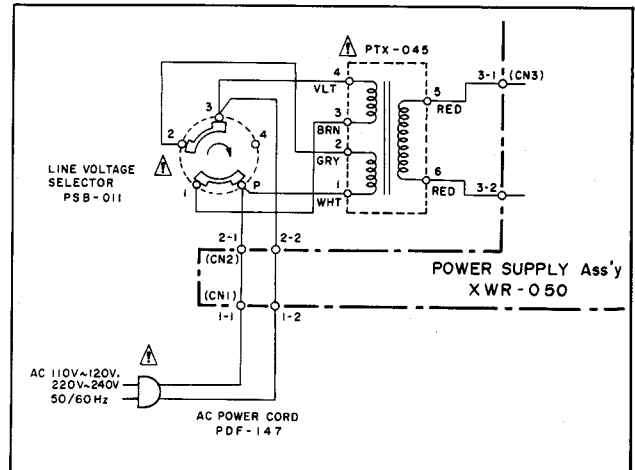 PTX-045
4
VLT
3
BRN
2
GRY
1
WHT
5
RED
6
RED
3-1 (CN3)
3-2
3
2
4
1
P
LINE VOLTAGE
SELECTOR
PSB-011
2-1
2-2
(CN2)
(CN1)
1-1
1-2
POWER SUPPLY Ass'y
XWR-050
AC 110V~120V,
220V~240V
50/60Hz
AC POWER CORD
PDF-147